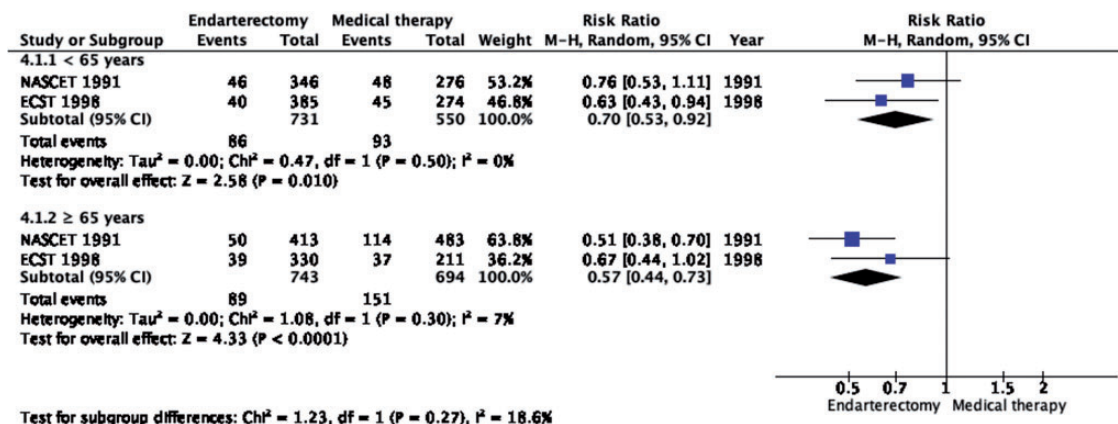 Endarterectomy Medical therapy Risk Ratio Risk Ratio
Study or Subgroup Events Total Events Total Weight M-H, Random, 95% CI Year M-H, Random, 95% CI
4.1.1 < 65 years
NASCET 1991 46 346 48 276 53.2% 0.76 [0.53, 1.11] 1991
ECST 1998 40 385 45 274 46.8% 0.63 [0.43, 0.94] 1998
Subtotal (95% CI) 731 550 100.0% 0.70 [0.53, 0.92]
Total events 86 93
Heterogeneity: Tau² = 0.00; Chi² = 0.47, df = 1 (P = 0.50); I² = 0%
Test for overall effect: Z = 2.58 (P = 0.010)
4.1.2 ≥ 65 years
NASCET 1991 50 413 114 483 63.8% 0.51 [0.38, 0.70] 1991
ECST 1998 39 330 37 211 36.2% 0.67 [0.44, 1.02] 1998
Subtotal (95% CI) 743 694 100.0% 0.57 [0.44, 0.73]
Total events 89 151
Heterogeneity: Tau² = 0.00; Chi² = 1.08, df = 1 (P = 0.30); I² = 7%
Test for overall effect: Z = 4.33 (P < 0.0001)
0.5 0.7 1 1.5 2
Endarterectomy Medical therapy
Test for subgroup differences: Chi² = 1.23, df = 1 (P = 0.27), I² = 18.6%